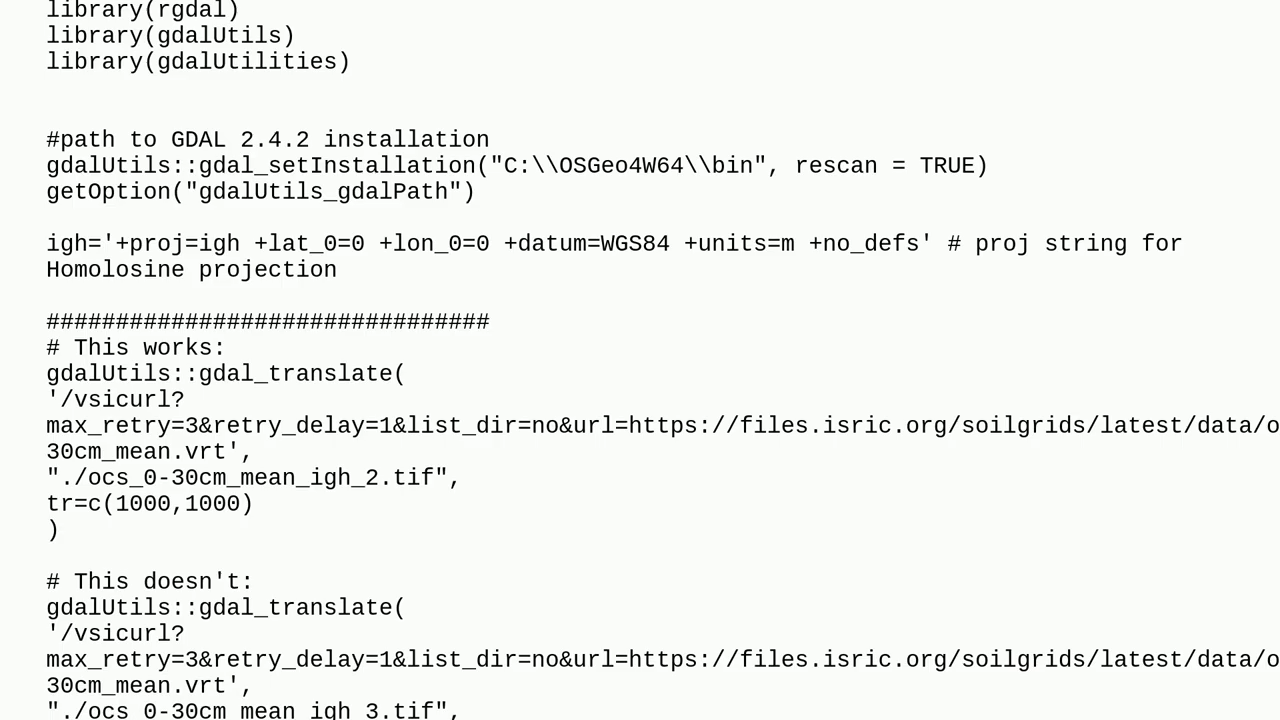 library(rgdal)
library(gdalUtils)
library(gdalUtilities)
#path to GDAL 2.4.2 installation
gdalUtils::gdal_setInstallation("C:\\OSGeo4W64\\bin", rescan = TRUE)
getOption("gdalUtils_gdalPath")
igh='+proj=igh +lat_0=0 +lon_0=0 +datum=WGS84 +units=m +no_defs' # proj string for
Homolosine projection
################################
# This works:
gdalUtils::gdal_translate(
'/vsicurl?
max_retry=3&retry_delay=1&list_dir=no&url=https://files.isric.org/soilgrids/latest/data/o
30cm_mean.vrt',
"./ocs_0-30cm_mean_igh_2.tif",
tr=c(1000,1000)
)
# This doesn't:
gdalUtils::gdal_translate(
'/vsicurl?
max_retry=3&retry_delay=1&list_dir=no&url=https://files.isric.org/soilgrids/latest/data/o
30cm_mean.vrt',
"./ocs_0-30cm_mean_igh_3.tif",